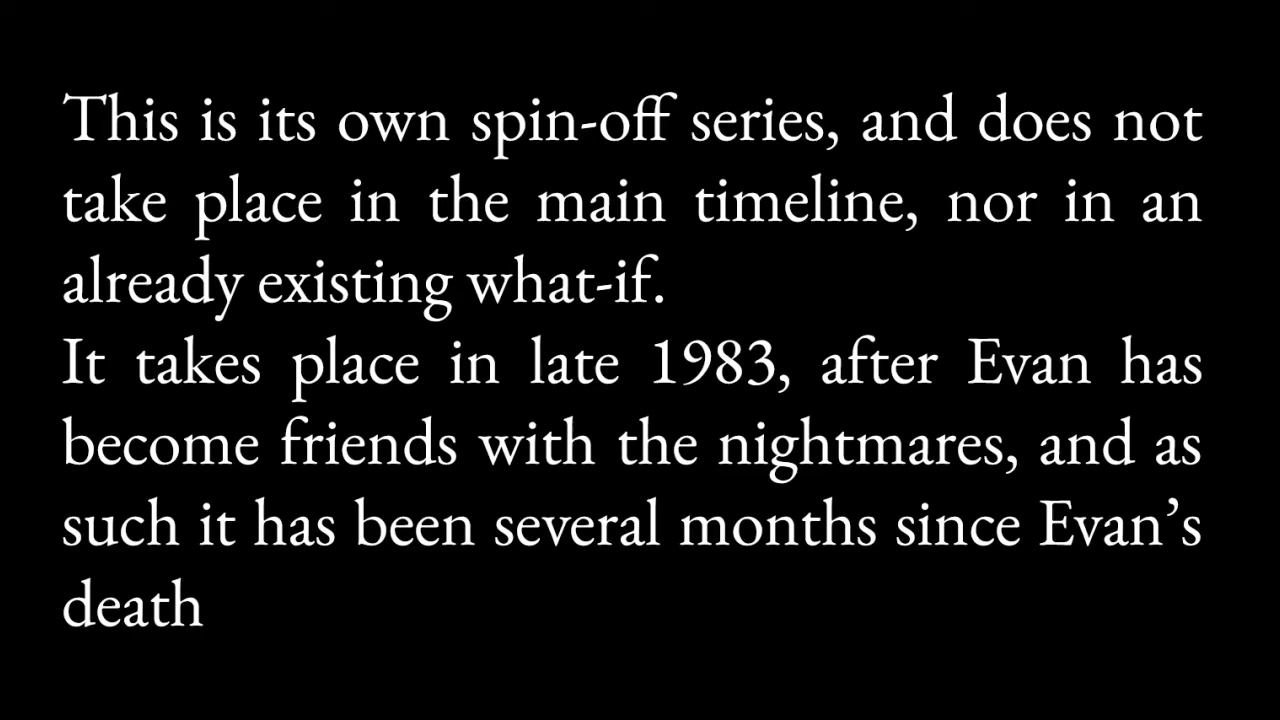 This is its own spin-off series, and does not
take place in the main timeline, nor in an
already existing what-if.
It takes place in late 1983, after Evan has
become friends with the nightmares, and as
such it has been several months since Evan’s
death